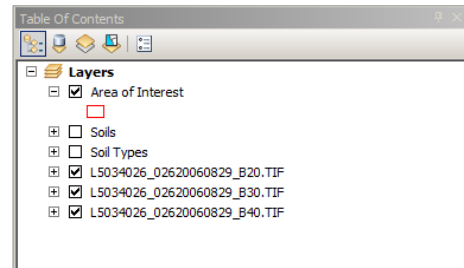 Table Of Contents
Layers
Area of Interest
Soils
Soil Types
L5034026_02620060829_B20.TIF
L5034026_02620060829_B30.TIF
L5034026_02620060829_B40.TIF